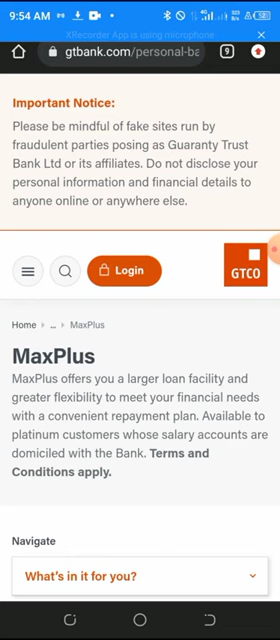 9:54 AM
XRecorder App is using microphone
gtbank.com/personal-ba
9
Important Notice:
Please be mindful of fake sites run by
fraudulent parties posing as Guaranty Trust
Bank Ltd or its affiliates. Do not disclose your
personal information and financial details to
anyone online or anywhere else.
Login
GTCO
Home ... MaxPlus
MaxPlus
MaxPlus offers you a larger loan facility and
greater flexibility to meet your financial needs
with a convenient repayment plan. Available to
platinum customers whose salary accounts are
domiciled with the Bank. Terms and
Conditions apply.
Navigate
What's in it for you?